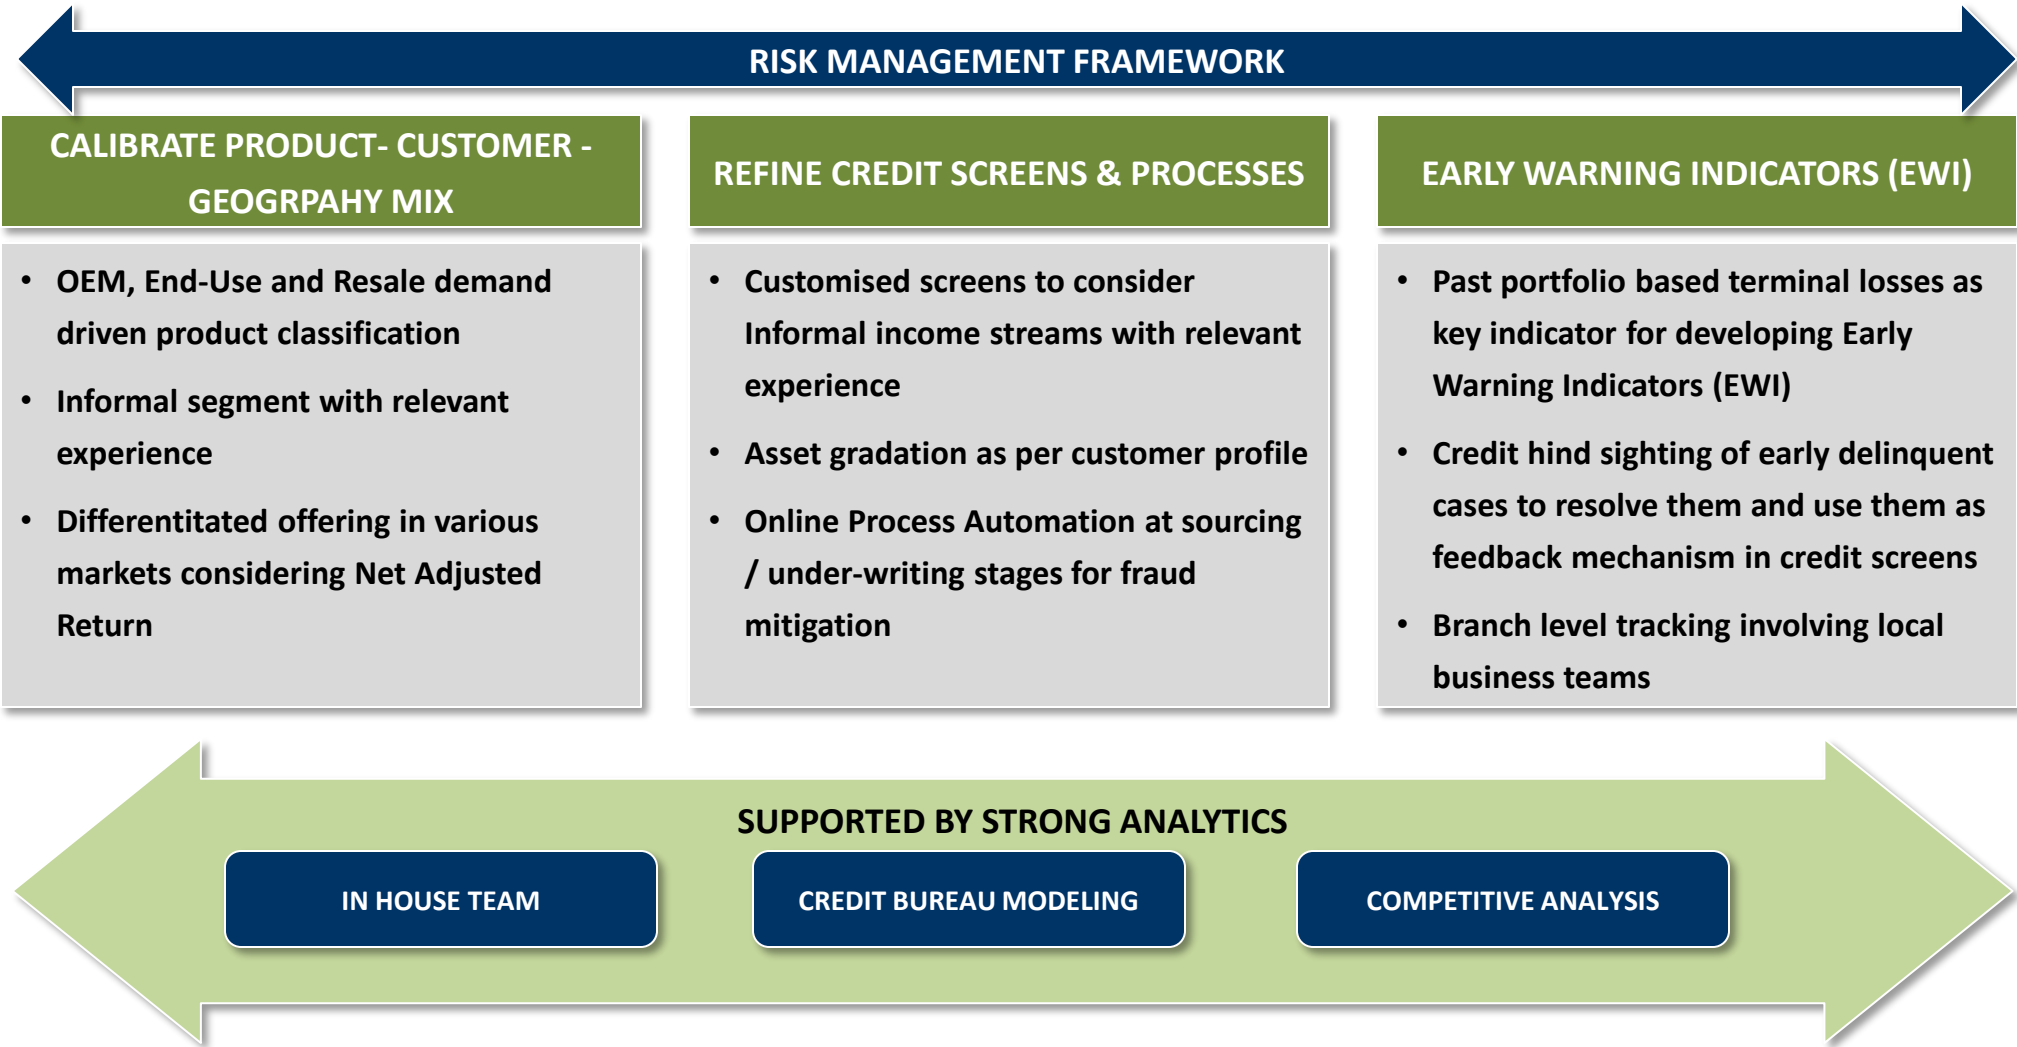 RISK MANAGEMENT FRAMEWORK
CALIBRATE PRODUCT- CUSTOMER -
GEOGRPAHY MIX
• OEM, End-Use and Resale demand
driven product classification
• Informal segment with relevant
experience
• Differentitated offering in various
markets considering Net Adjusted
Return
REFINE CREDIT SCREENS & PROCESSES
• Customised screens to consider
Informal income streams with relevant
experience
• Asset gradation as per customer profile
• Online Process Automation at sourcing
/ under-writing stages for fraud
mitigation
EARLY WARNING INDICATORS (EWI)
• Past portfolio based terminal losses as
key indicator for developing Early
Warning Indicators (EWI)
• Credit hind sighting of early delinquent
cases to resolve them and use them as
feedback mechanism in credit screens
• Branch level tracking involving local
business teams
SUPPORTED BY STRONG ANALYTICS
IN HOUSE TEAM
CREDIT BUREAU MODELING
COMPETITIVE ANALYSIS